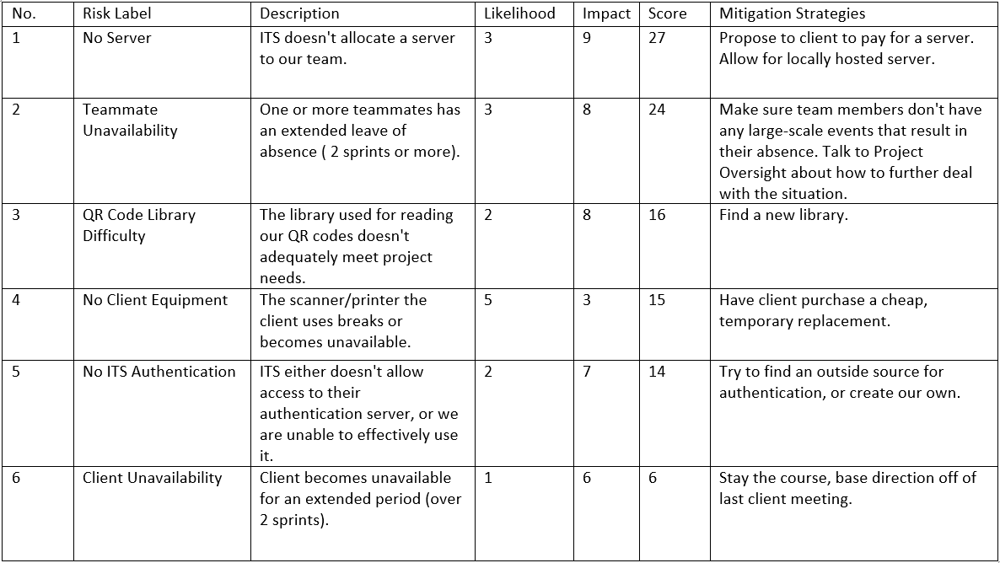 No. Risk Label Description Likelihood Impact Score Mitigation Strategies
1 No Server ITS doesn't allocate a server 3 9 27 Propose to client to pay for a server.
to our team. Allow for locally hosted server.
2 Teammate One or more teammates has 3 8 24 Make sure team members don't have
Unavailability an extended leave of any large-scale events that result in
absence ( 2 sprints or more). their absence. Talk to Project
Oversight about how to further deal
with the situation.
3 QR Code Library The library used for reading 2 8 16 Find a new library.
Difficulty our QR codes doesn't
adequately meet project
needs.
4 No Client Equipment The scanner/printer the 5 3 15 Have client purchase a cheap,
client uses breaks or temporary replacement.
becomes unavailable.
5 No ITS Authentication ITS either doesn't allow 2 7 14 Try to find an outside source for
access to their authentication, or create our own.
authentication server, or we
are unable to effectively use
it.
6 Client Unavailability Client becomes unavailable 1 6 6 Stay the course, base direction off of
for an extended period (over last client meeting.
2 sprints).